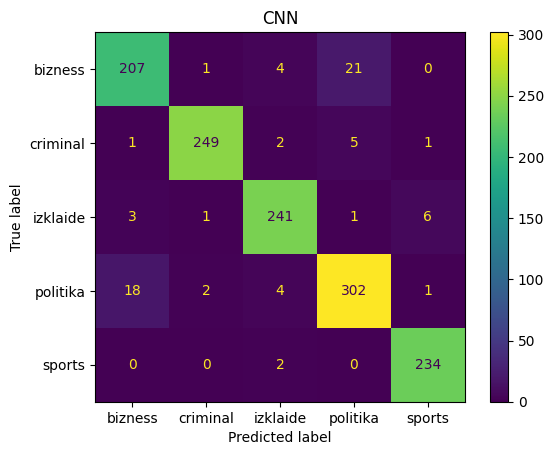 CNN
bizness 207 1 4 21 0
criminal 1 249 2 5 1
izklaide 3 1 241 1 6
politika 18 2 4 302 1
sports 0 0 2 0 234
bizness criminal izklaide politika sports
Predicted label
True label
300
250
200
150
100
50
0